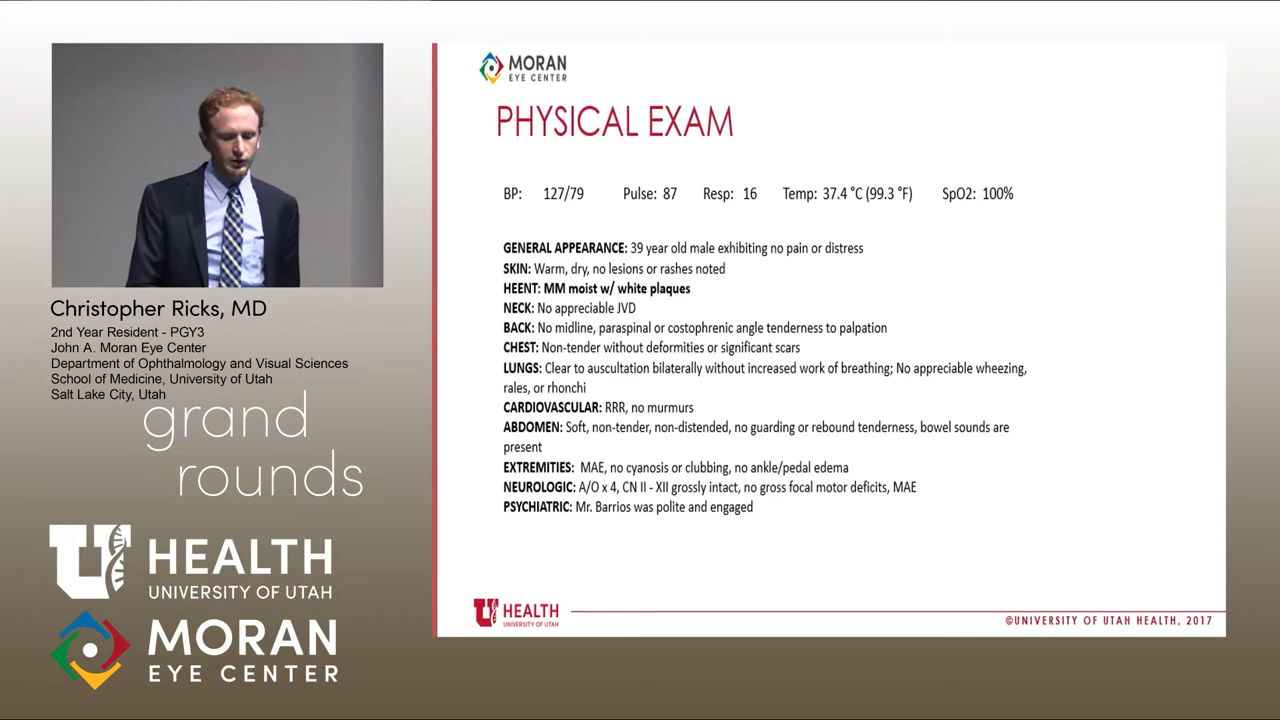 Christopher Ricks, MD
2nd Year Resident - PGY3
John A. Moran Eye Center
Department of Ophthalmology and Visual Sciences
School of Medicine, University of Utah
Salt Lake City, Utah
grand
rounds
U HEALTH
UNIVERSITY OF UTAH
MORAN
EYE CENTER
MORAN
EYE CENTER
PHYSICAL EXAM
BP: 127/79 Pulse: 87 Resp: 16 Temp: 37.4 °C (99.3 °F) SpO2: 100%
GENERAL APPEARANCE: 39 year old male exhibiting no pain or distress
SKIN: Warm, dry, no lesions or rashes noted
HEENT: MM moist w/ white plaques
NECK: No appreciable JVD
BACK: No midline, paraspinal or costophrenic angle tenderness to palpation
CHEST: Non-tender without deformities or significant scars
LUNGS: Clear to auscultation bilaterally without increased work of breathing; No appreciable wheezing,
rales, or rhonchi
CARDIOVASCULAR: RRR, no murmurs
ABDOMEN: Soft, non-tender, non-distended, no guarding or rebound tenderness, bowel sounds are
present
EXTREMITIES: MAE, no cyanosis or clubbing, no ankle/pedal edema
NEUROLOGIC: A/O x 4, CN II - XII grossly intact, no gross focal motor deficits, MAE
PSYCHIATRIC: Mr. Barrios was polite and engaged
U HEALTH
UNIVERSITY OF UTAH
©UNIVERSITY OF UTAH HEALTH, 2017